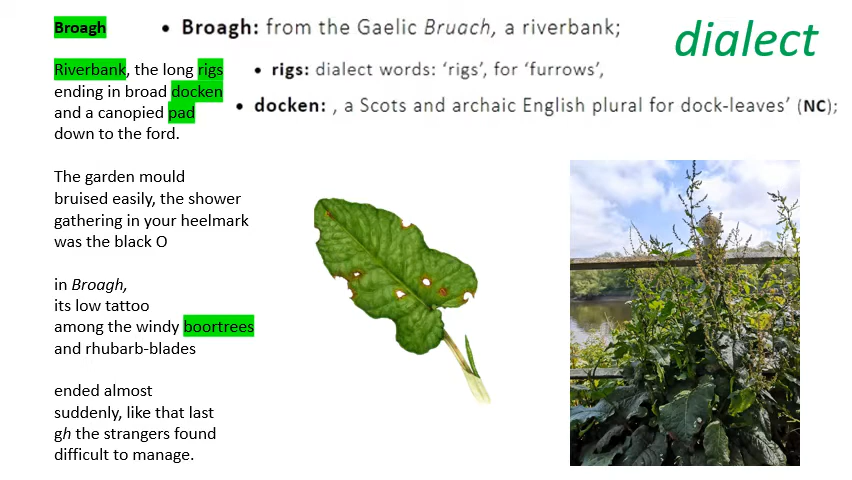 Broagh
Riverbank, the long rigs
ending in broad docken
and a canopied pad
down to the ford.
The garden mould
bruised easily, the shower
gathering in your heelmark
was the black O
in Broagh,
its low tattoo
among the windy boortrees
and rhubarb-blades
ended almost
suddenly, like that last
gh the strangers found
difficult to manage.
• Broagh: from the Gaelic Bruach, a riverbank;
• rigs: dialect words: ‘rigs’, for ‘furrows’,
• docken: , a Scots and archaic English plural for dock-leaves’ (NC);
dialect